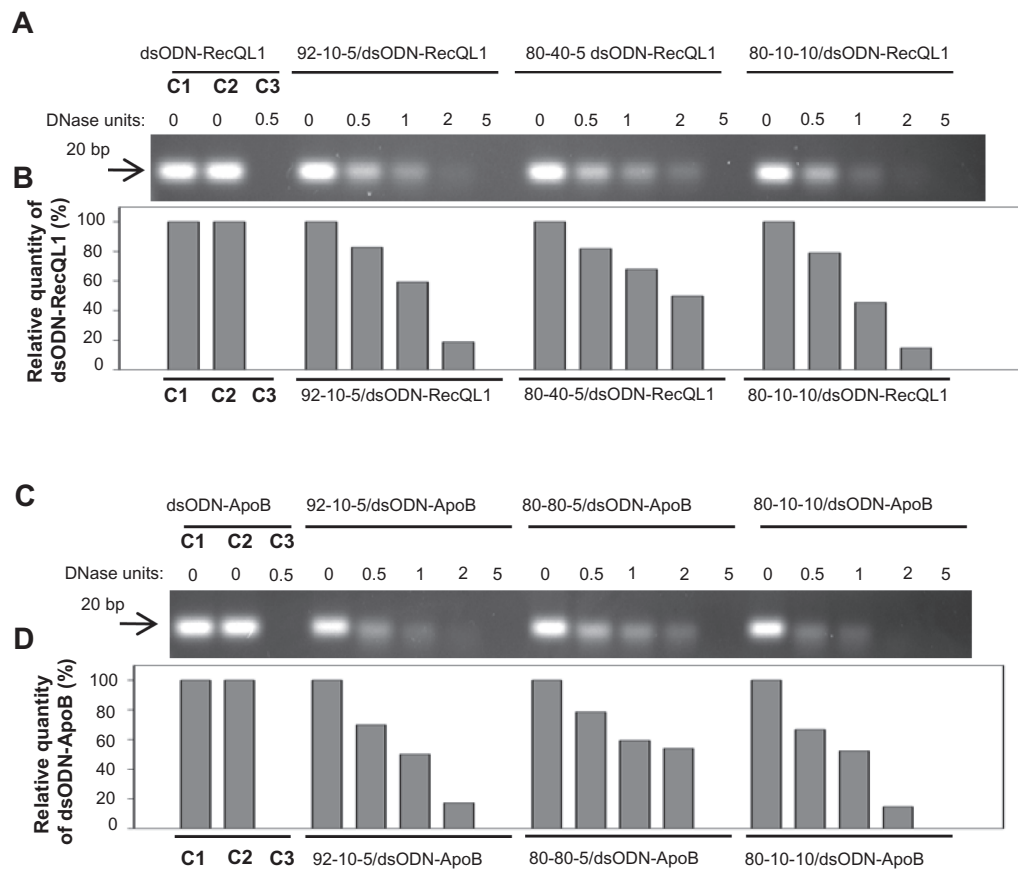 A
dsODN-RecQL1 92-10-5/dsODN-RecQL1 80-40-5 dsODN-RecQL1 80-10-10/dsODN-RecQL1
C1 C2 C3
DNase units: 0 0 0.5 0 0.5 1 2 5 0 0.5 1 2 5 0 0.5 1 2 5
20 bp
B
Relative quantity of
dsODN-RecQL1 (%)
100
80
60
40
20
0
C1 C2 C3 92-10-5/dsODN-RecQL1 80-40-5/dsODN-RecQL1 80-10-10/dsODN-RecQL1
C
dsODN-ApoB 92-10-5/dsODN-ApoB 80-80-5/dsODN-ApoB 80-10-10/dsODN-ApoB
C1 C2 C3
DNase units: 0 0 0.5 0 0.5 1 2 5 0 0.5 1 2 5 0 0.5 1 2 5
20 bp
D
Relative quantity
of dsODN-ApoB (%)
100
80
60
40
20
0
C1 C2 C3 92-10-5/dsODN-ApoB 80-80-5/dsODN-ApoB 80-10-10/dsODN-ApoB